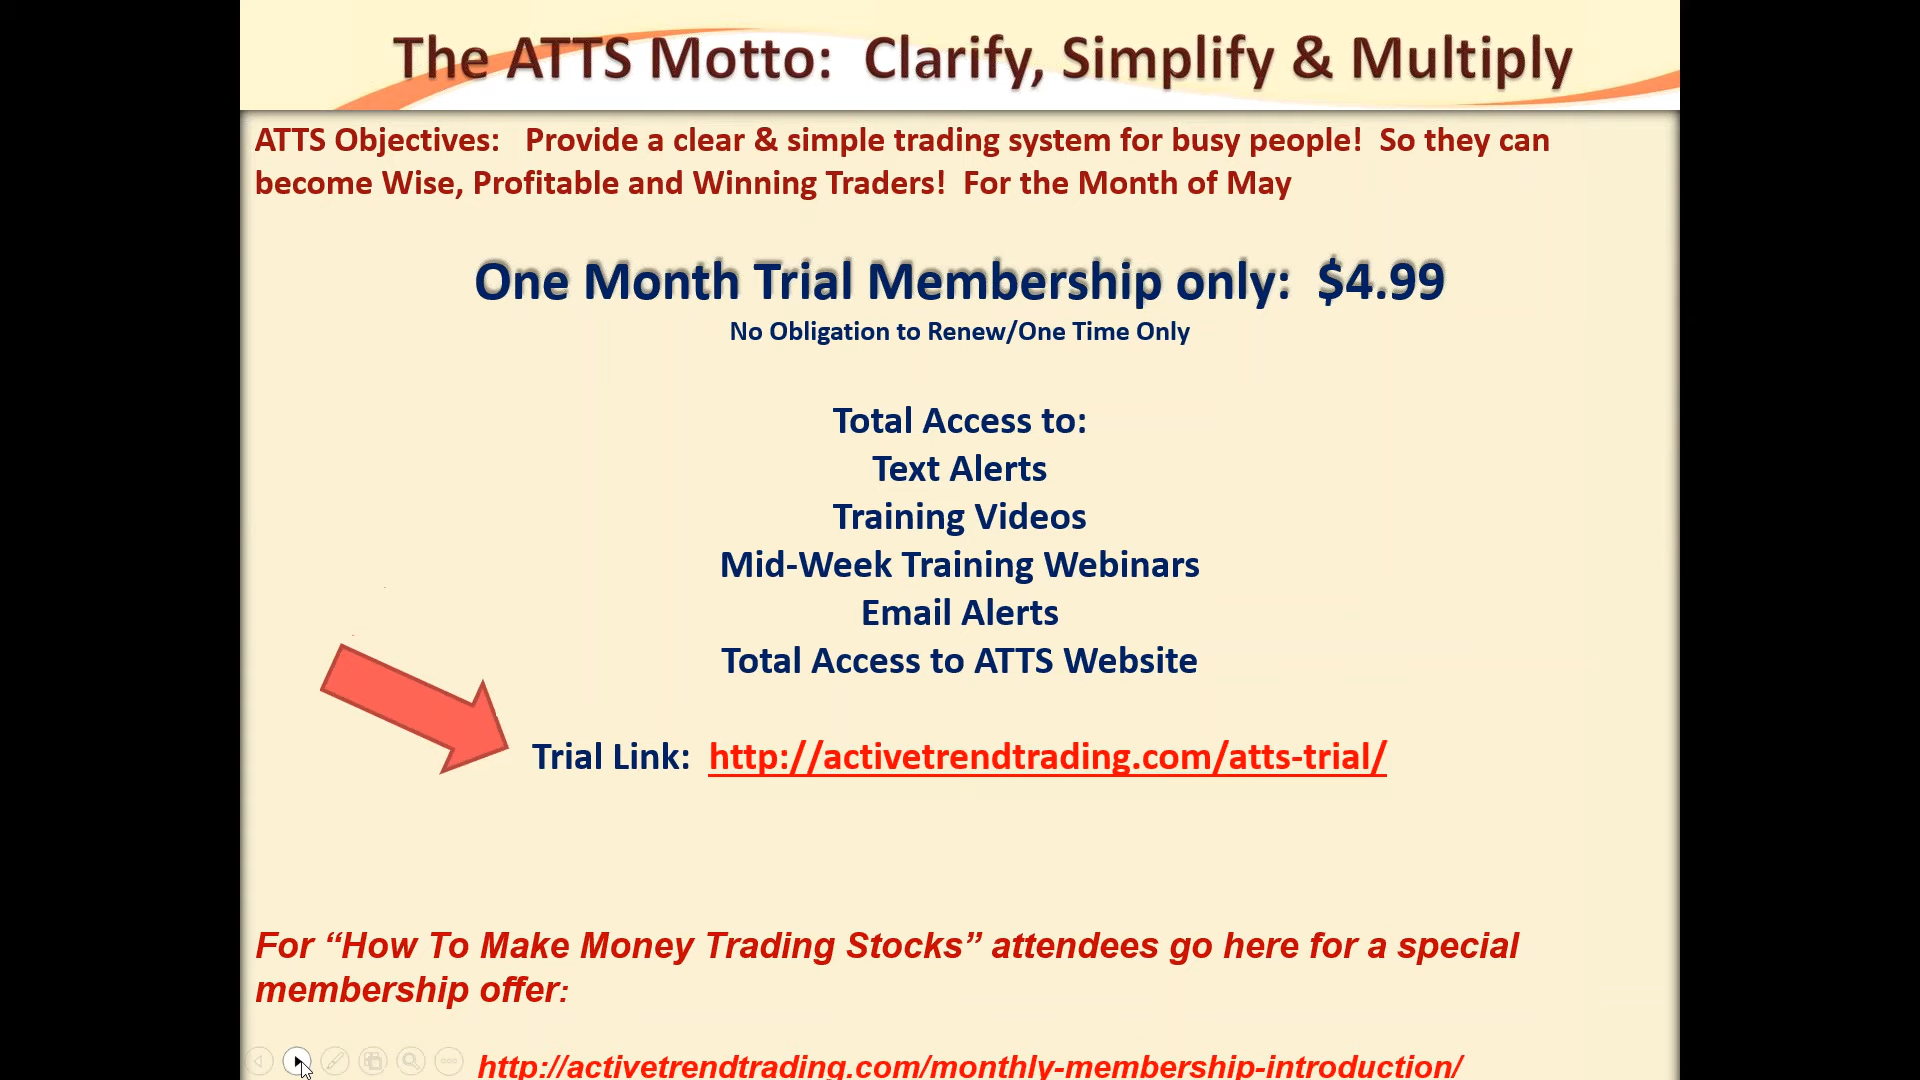 The ATTS Motto:  Clarify, Simplify & Multiply
ATTS Objectives:   Provide a clear & simple trading system for busy people!  So they can
become Wise, Profitable and Winning Traders!  For the Month of May
One Month Trial Membership only:  $4.99
No Obligation to Renew/One Time Only
Total Access to:
Text Alerts
Training Videos
Mid-Week Training Webinars
Email Alerts
Total Access to ATTS Website
Trial Link:  http://activetrendtrading.com/atts-trial/
For “How To Make Money Trading Stocks” attendees go here for a special
membership offer:
http://activetrendtrading.com/monthly-membership-introduction/